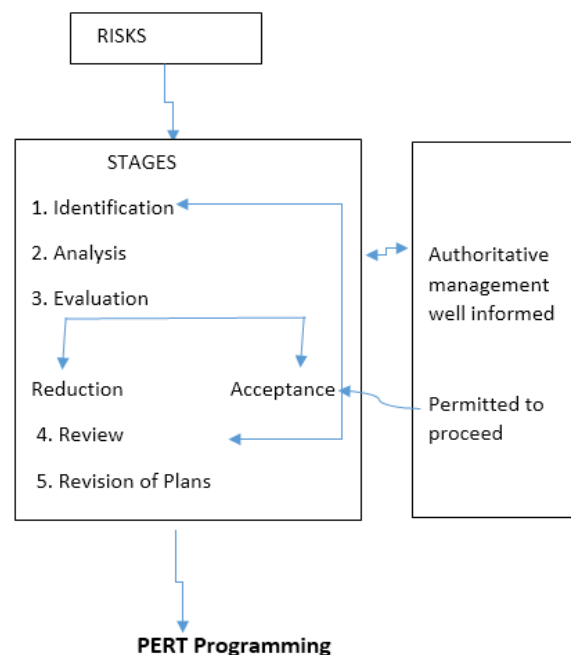 RISKS
STAGES
1. Identification
2. Analysis
3. Evaluation
Reduction
Acceptance
4. Review
5. Revision of Plans
Authoritative
management
well informed
Permitted to
proceed
PERT Programming